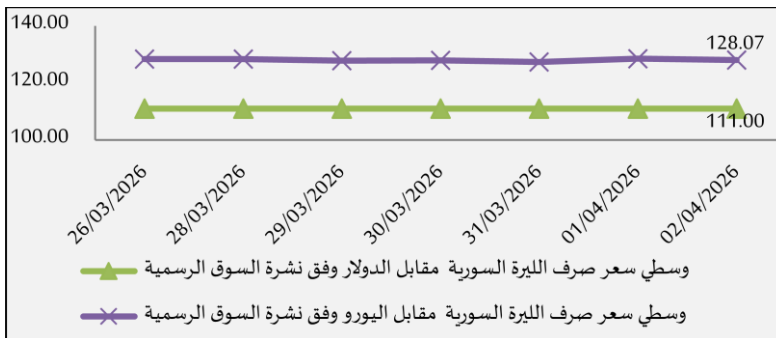 140.00
128.07
120.00
111.00
100.00
26/03/2026 28/03/2026 29/03/2026 30/03/2026 31/03/2026 01/04/2026 02/04/2026
وسطي سعر صرف الليرة السورية مقابل الدولار وفق نشرة السوق الرسمية
وسطي سعر صرف الليرة السورية مقابل اليورو وفق نشرة السوق الرسمية